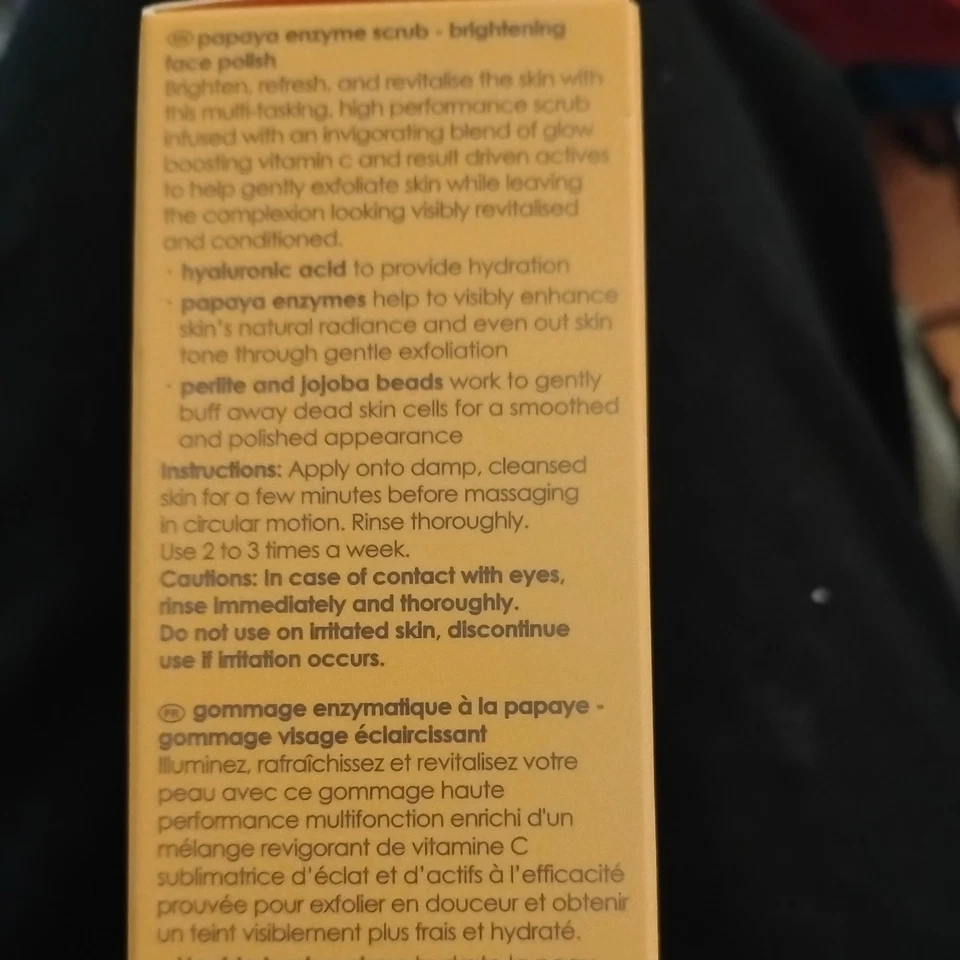 EN papaya enzyme scrub - brightening
face polish
Brighten, refresh, and revitalise the skin with
this multi-tasking, high performance scrub
infused with an invigorating blend of glow
boosting vitamin c and result driven actives
to help gently exfoliate skin while leaving
the complexion looking visibly revitalised
and conditioned.
· hyaluronic acid to provide hydration
· papaya enzymes help to visibly enhance
skin's natural radiance and even out skin
tone through gentle exfoliation
· perlite and jojoba beads work to gently
buff away dead skin cells for a smoothed
and polished appearance
Instructions: Apply onto damp, cleansed
skin for a few minutes before massaging
in circular motion. Rinse thoroughly.
Use 2 to 3 times a week.
Cautions: In case of contact with eyes,
rinse immediately and thoroughly.
Do not use on irritated skin, discontinue
use if irritation occurs.
FR gommage enzymatique à la papaye -
gommage visage éclaircissant
Illuminez, rafraîchissez et revitalisez votre
peau avec ce gommage haute
performance multifonction enrichi d'un
mélange revigorant de vitamine C
sublimatrice d'éclat et d'actifs à l'efficacité
prouvée pour exfolier en douceur et obtenir
un teint visiblement plus frais et hydraté.